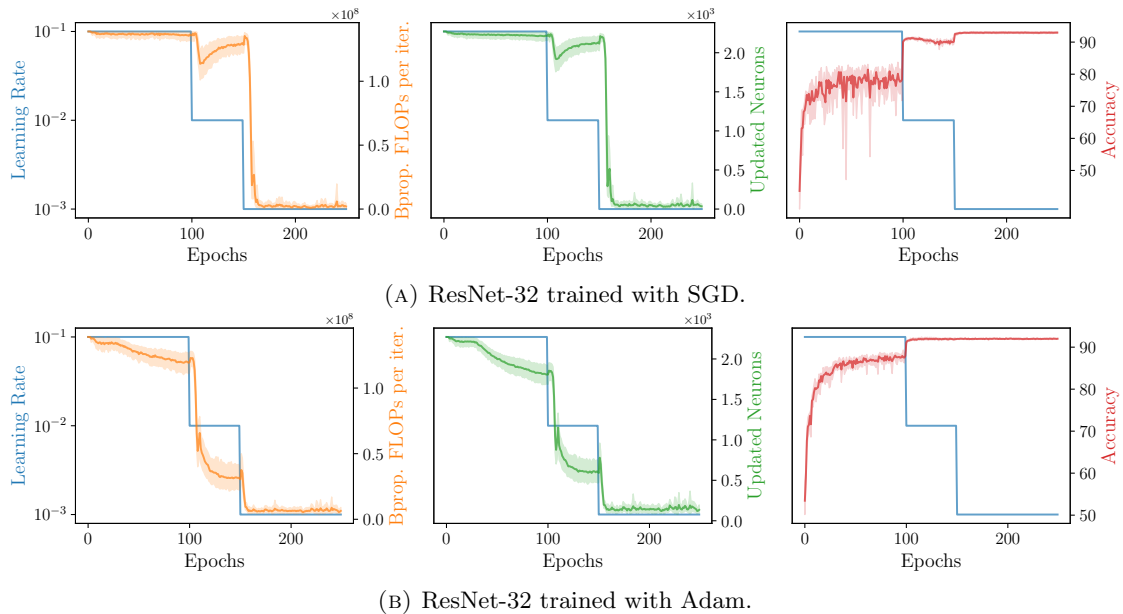 ×10⁸
×10³
10⁻¹
10⁻²
10⁻³
Learning Rate
1.0
0.5
0.0
Bprop. FLOPs per iter.
2.0
1.5
1.0
0.5
0.0
Updated Neurons
90
80
70
60
50
Accuracy
0 100 200
0 100 200
0 100 200
Epochs
Epochs
Epochs
(A) ResNet-32 trained with SGD.
×10⁸
×10³
10⁻¹
10⁻²
10⁻³
Learning Rate
1.0
0.5
1.0
Bprop. FLOPs per iter.
2.0
1.5
1.0
0.5
0.0
Updated Neurons
90
80
70
60
50
Accuracy
0 100 200
0 100 200
0 100 200
Epochs
Epochs
Epochs
(B) ResNet-32 trained with Adam.